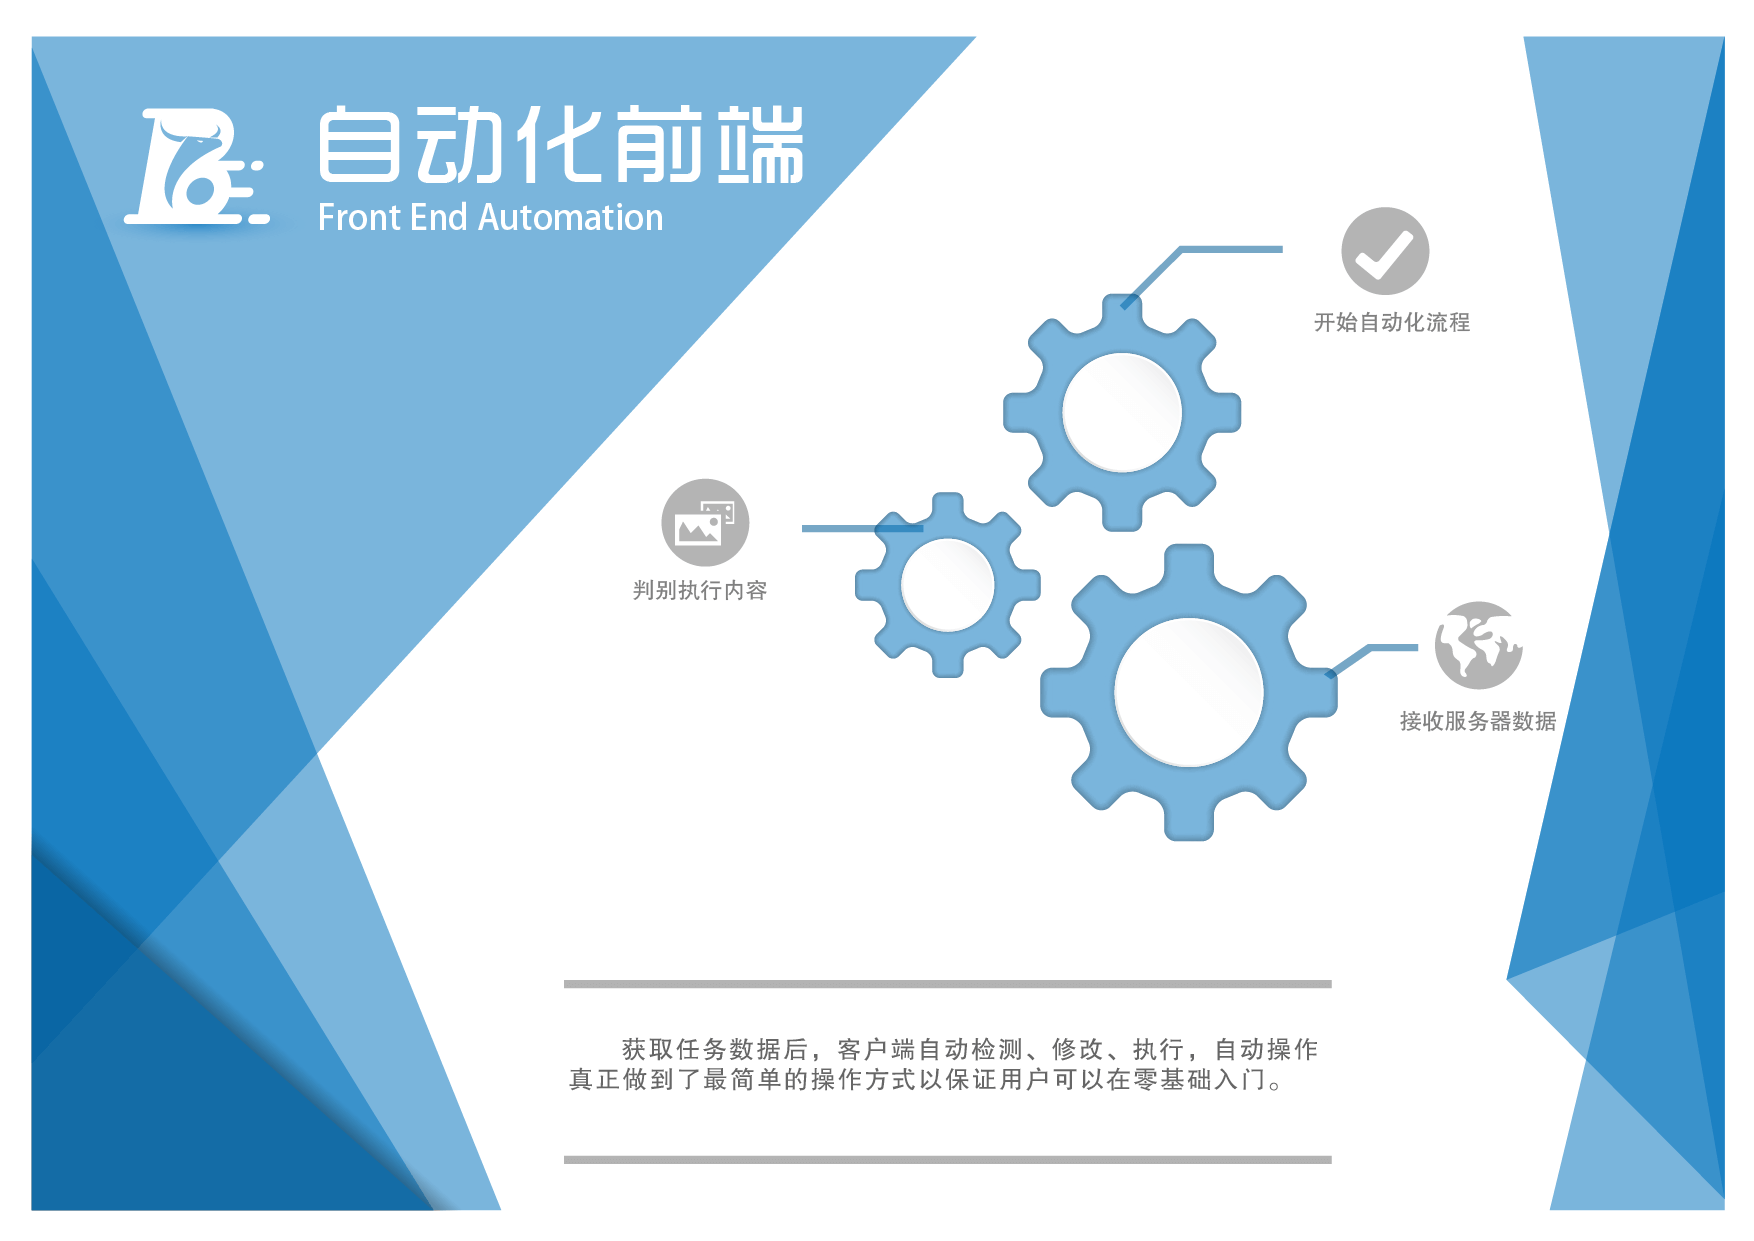 自动化前端
Front End Automation
开始自动化流程
判别执行内容
接收服务器数据
获取任务数据后，客户端自动检测、修改、执行，自动操作
真正做到了最简单的操作方式以保证用户可以在零基础入门。